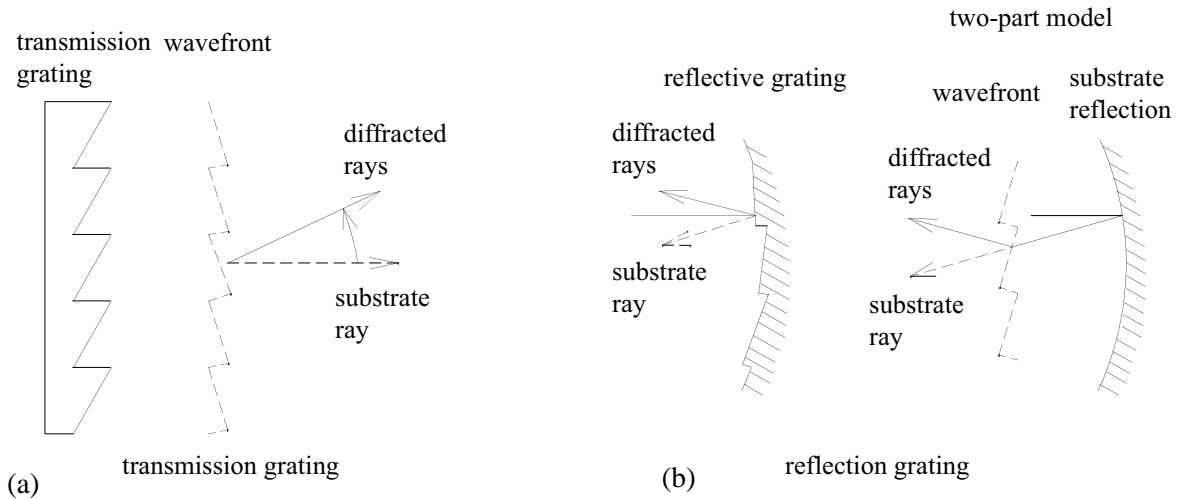 transmission
grating
wavefront
diffracted
rays
substrate
ray
transmission grating
(a)
two-part model
reflective grating
wavefront
substrate
reflection
diffracted
rays
substrate
ray
diffracted
rays
substrate
ray
reflection grating
(b)